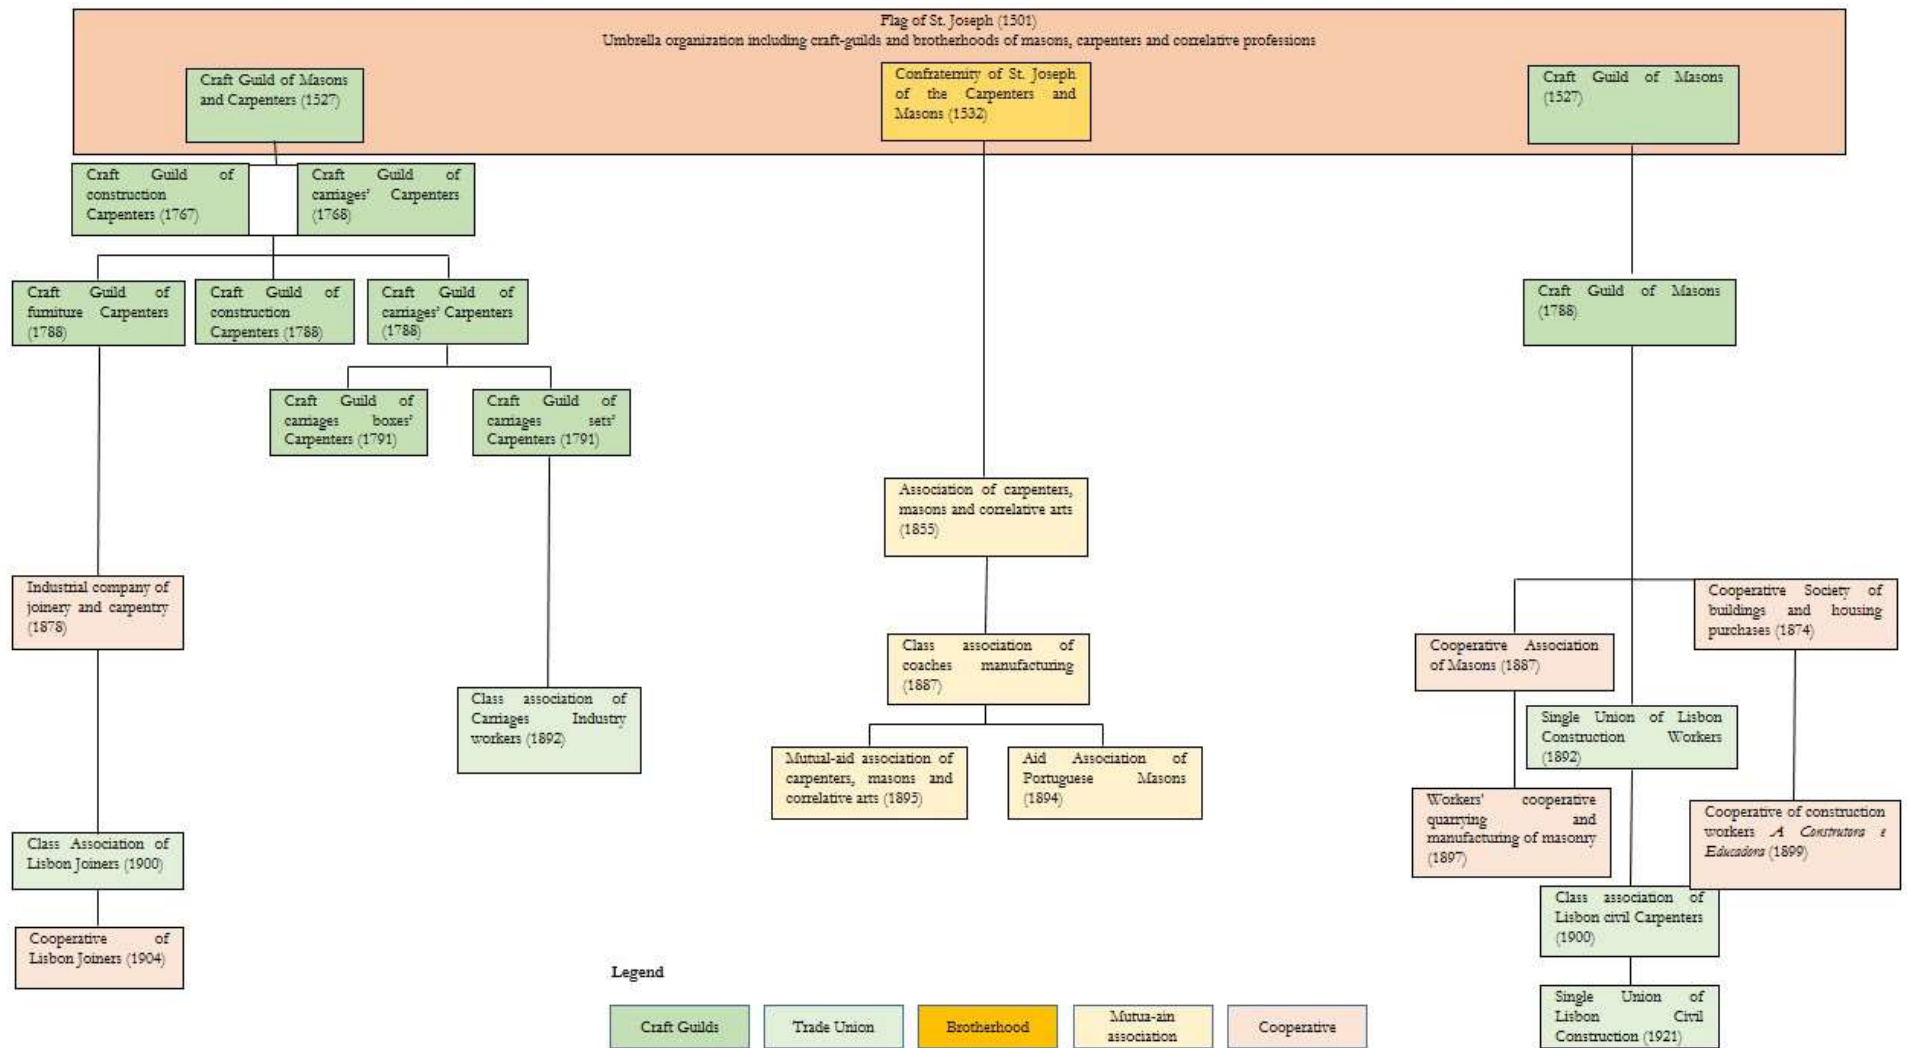 Flag of St. Joseph (1501)
Umbrella organization including craft-guilds and brotherhoods of masons, carpenters and correlative professions
Craft Guild of Masons
and Carpenters (1527)
Confraternity of St. Joseph
of the Carpenters and
Masons (1532)
Craft Guild of Masons
(1527)
Craft Guild of
construction
Carpenters (1767)
Craft Guild of
carriages' Carpenters
(1768)
Craft Guild of
furniture Carpenters
(1788)
Craft Guild of
construction
Carpenters (1788)
Craft Guild of
carriages' Carpenters
(1788)
Craft Guild of Masons
(1788)
Craft Guild of
carriages boxes'
Carpenters (1791)
Craft Guild of
carriages sets'
Carpenters (1791)
Association of carpenters,
masons and correlative arts
(1855)
Industrial company of
joinery and carpentry
(1878)
Cooperative Society of
buildings and housing
purchases (1874)
Class association of
coaches manufacturing
(1887)
Cooperative Association
of Masons (1887)
Class association of
Carriages Industry
workers (1892)
Single Union of Lisbon
Construction Workers
(1892)
Mutual-aid association of
carpenters, masons and
correlative arts (1895)
Aid Association of
Portuguese Masons
(1894)
Workers' cooperative
quarrying and
manufacturing of masonry
(1897)
Cooperative of construction
workers A Construtora e
Educadora (1899)
Class Association of
Lisbon Joiners (1900)
Class association of
Lisbon civil Carpenters
(1900)
Cooperative of
Lisbon Joiners (1904)
Single Union of
Lisbon Civil
Construction (1921)
Legend
Craft Guilds
Trade Union
Brotherhood
Mutua-ain
association
Cooperative